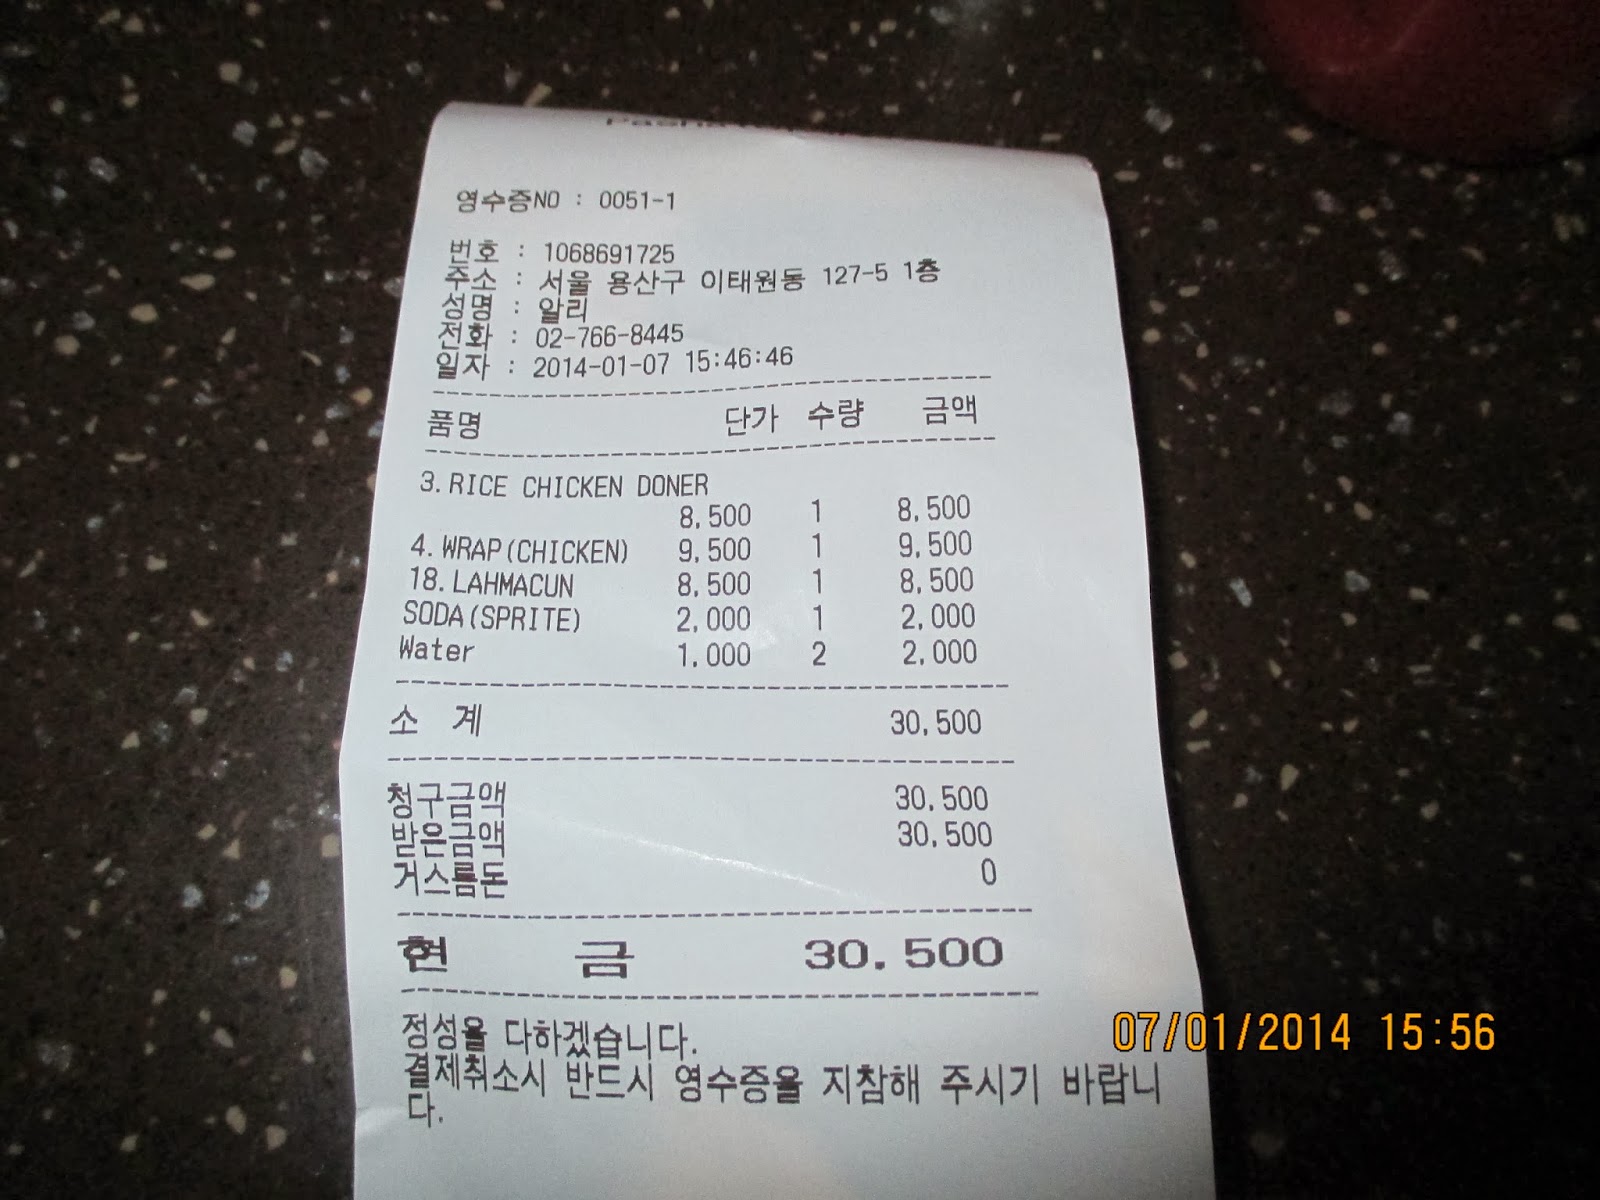 영수증NO : 0051-1
번호 : 1068691725
주소 : 서울 용산구 이태원동 127-5 1층
성명 : 알리
전화 : 02-766-8445
일자 : 2014-01-07 15:46:46
품명 단가 수량 금액
3.RICE CHICKEN DONER
8,500 1 8,500
4.WRAP(CHICKEN) 9,500 1 9,500
18.LAHMACUN 8,500 1 8,500
SODA(SPRITE) 2,000 1 2,000
Water 1,000 2 2,000
소 계 30,500
청구금액 30,500
받은금액 30,500
거스름돈 0
현 금 30,500
정성을 다하겠습니다.
결제취소시 반드시 영수증을 지참해 주시기 바랍니
다.
07/01/2014 15:56